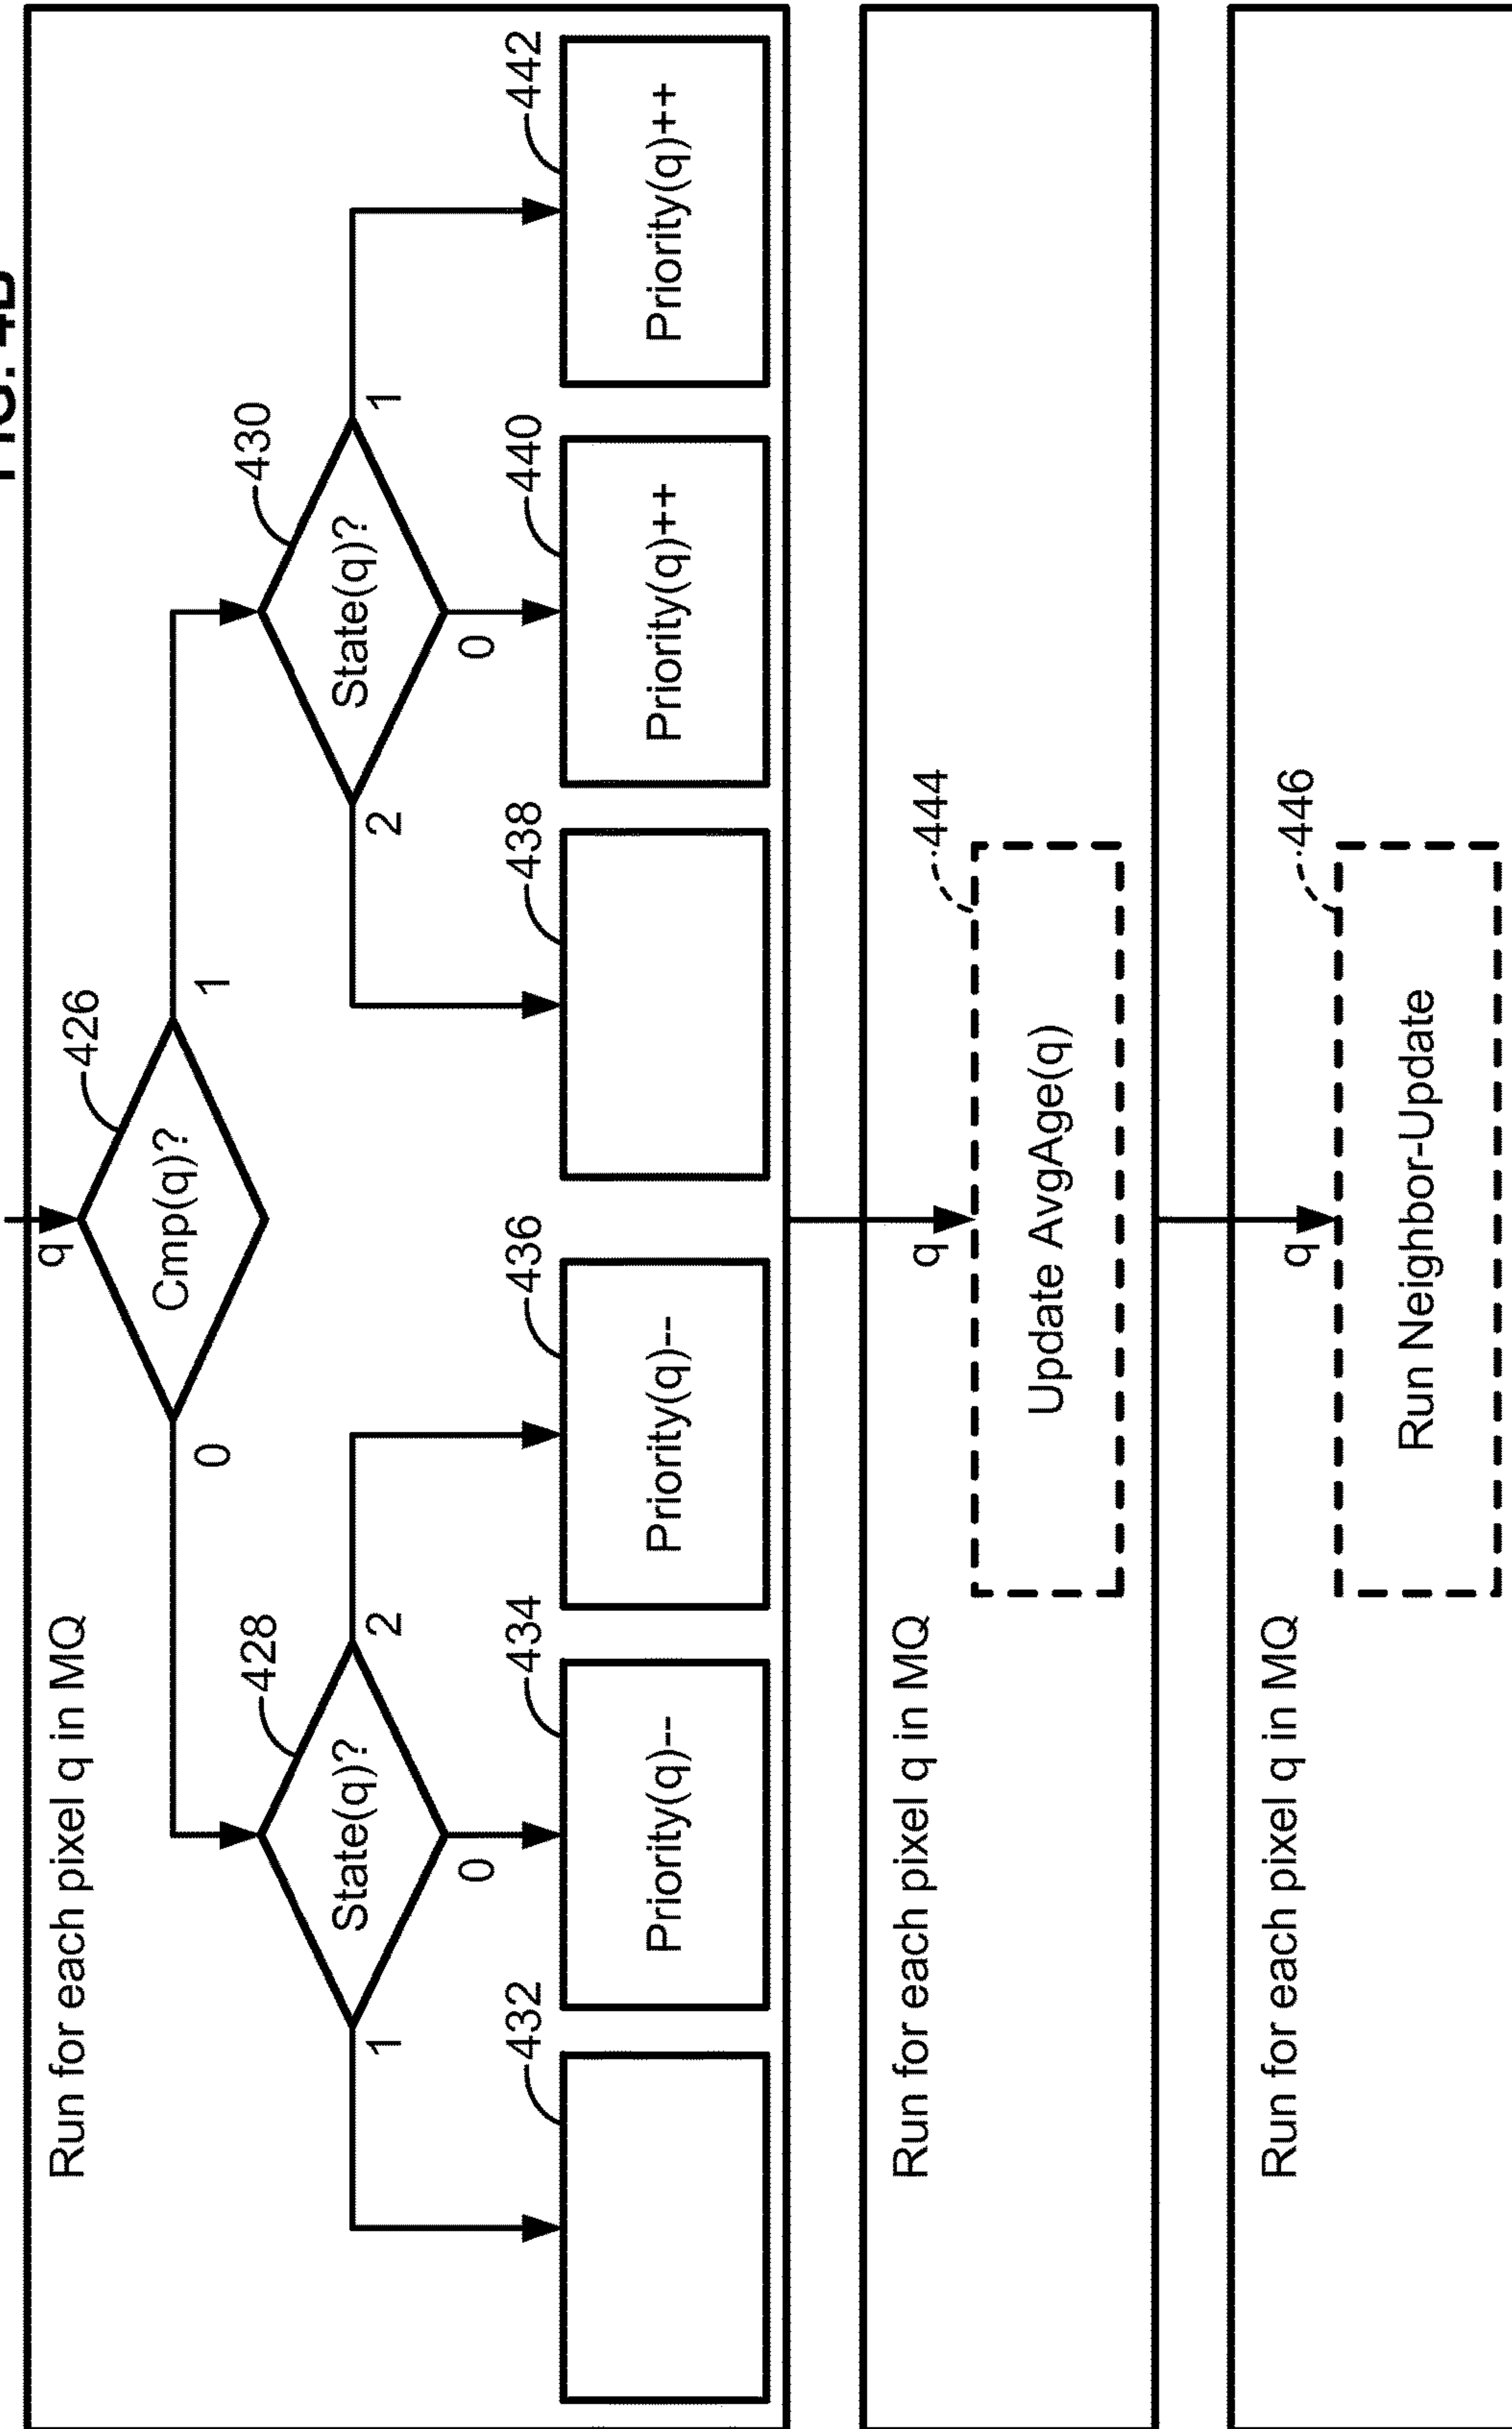 FIG.
Run for each pixel q in MQ
q
426
Cmp(q)?
0
1
428
State(q)?
1
0
2
430
State(q)?
2
0
1
432
434
Priority(q)--
436
Priority(q)--
438
440
Priority(q)++
442
Priority(q)++
Run for each pixel q in MQ
q
444
Update AvgAge(q)
Run for each pixel q in MQ
q
446
Run Neighbor-Update